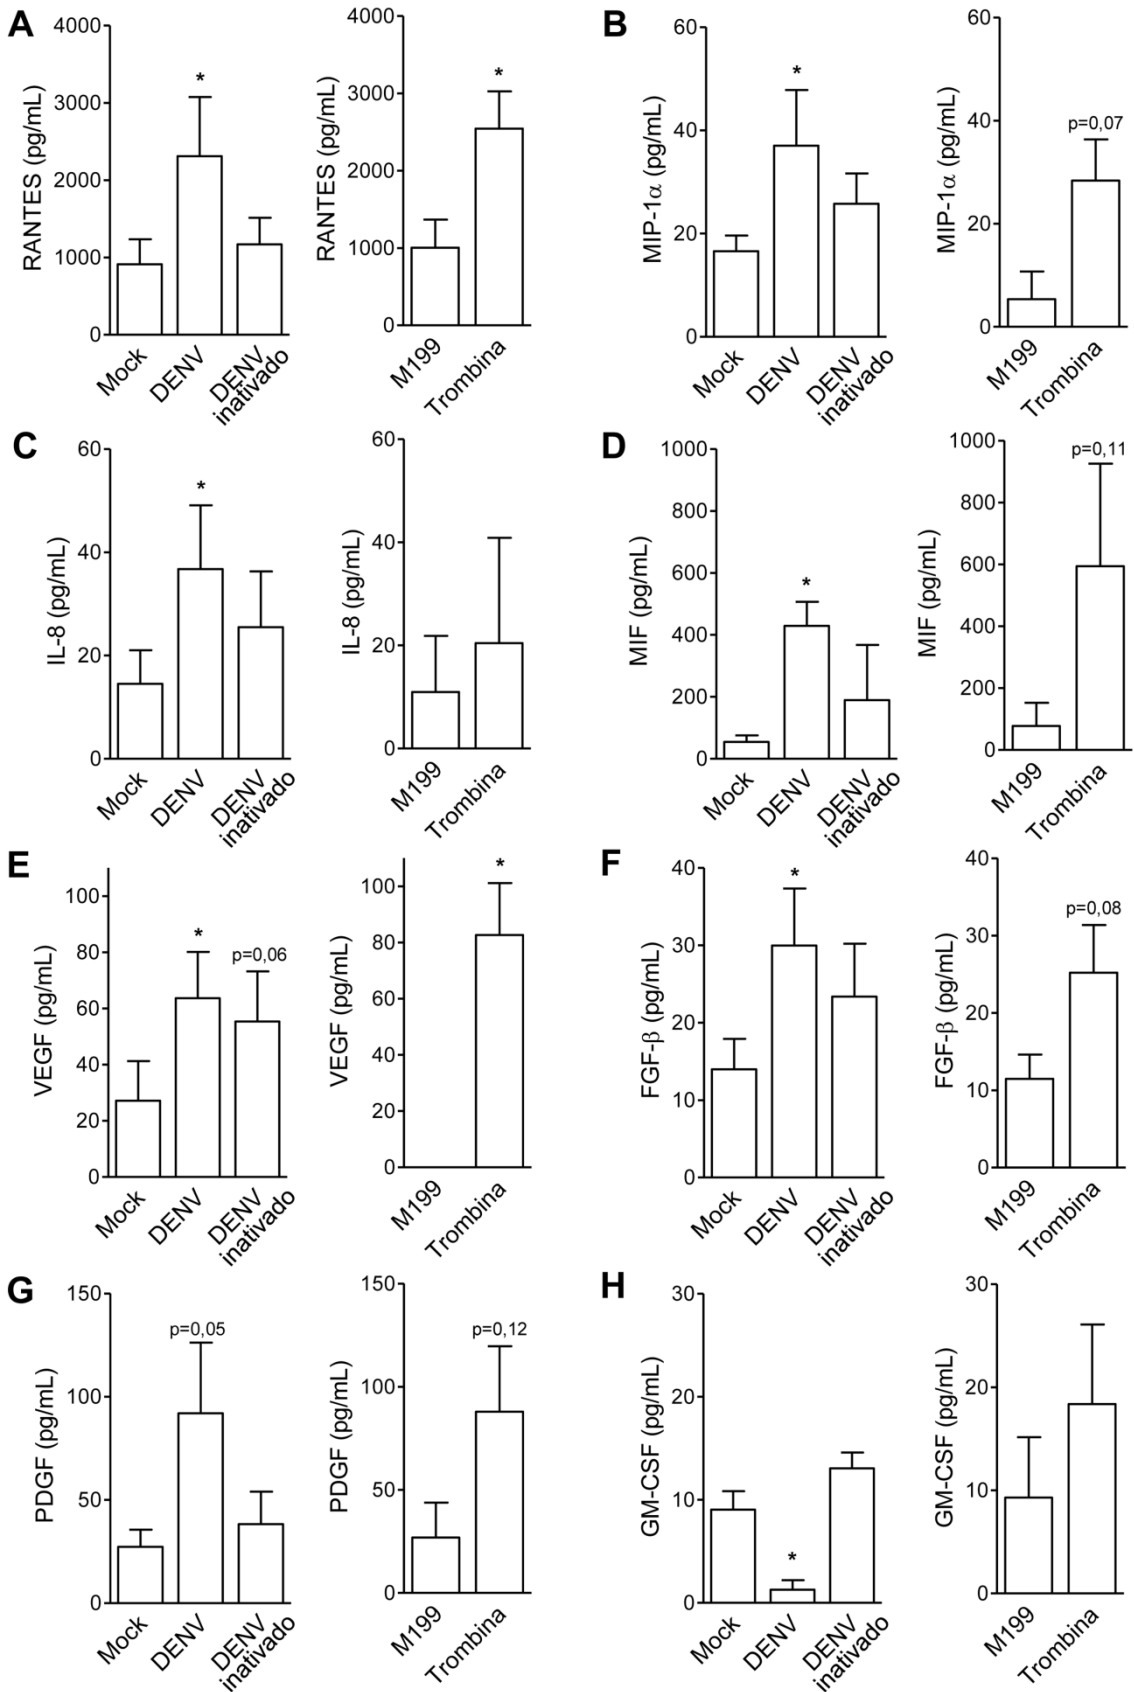 A
RANTES (pg/mL)
4000
3000
2000
1000
0
*
Mock
DENV
DENV
inativado
RANTES (pg/mL)
4000
3000
2000
1000
0
*
M199
Trombina
B
MIP-1α (pg/mL)
60
40
20
0
*
Mock
DENV
DENV
inativado
MIP-1α (pg/mL)
60
40
20
0
p=0,07
M199
Trombina
C
IL-8 (pg/mL)
60
40
20
0
*
Mock
DENV
DENV
inativado
IL-8 (pg/mL)
60
40
20
0
M199
Trombina
D
MIF (pg/mL)
1000
800
600
400
200
0
*
Mock
DENV
DENV
inativado
MIF (pg/mL)
1000
800
600
400
200
0
p=0,11
M199
Trombina
E
VEGF (pg/mL)
100
80
60
40
20
0
*
p=0,06
Mock
DENV
DENV
inativado
VEGF (pg/mL)
100
80
60
40
20
0
*
M199
Trombina
F
FGF-β (pg/mL)
40
30
20
10
0
*
Mock
DENV
DENV
inativado
FGF-β (pg/mL)
40
30
20
10
0
p=0,08
M199
Trombina
G
PDGF (pg/mL)
150
100
50
0
p=0,05
Mock
DENV
DENV
inativado
PDGF (pg/mL)
150
100
50
0
p=0,12
M199
Trombina
H
GM-CSF (pg/mL)
30
20
10
0
*
Mock
DENV
DENV
inativado
GM-CSF (pg/mL)
30
20
10
0
M199
Trombina